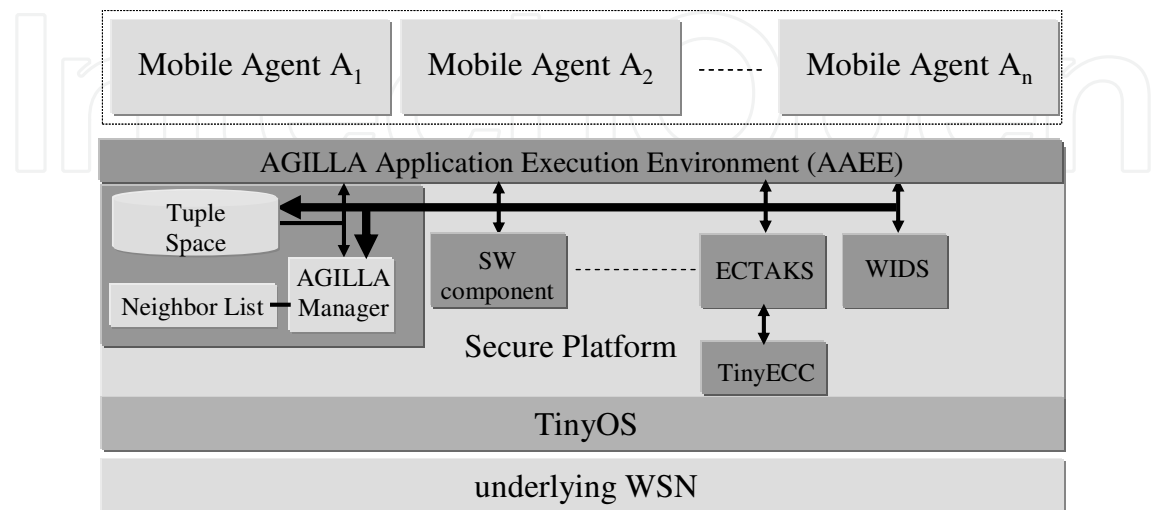 Mobile Agent A1
Mobile Agent A2
Mobile Agent An
AGILLA Application Execution Environment (AAEE)
Tuple
Space
AGILLA
Manager
Neighbor List
SW
component
ECTAKS
WIDS
Secure Platform
TinyECC
TinyOS
underlying WSN